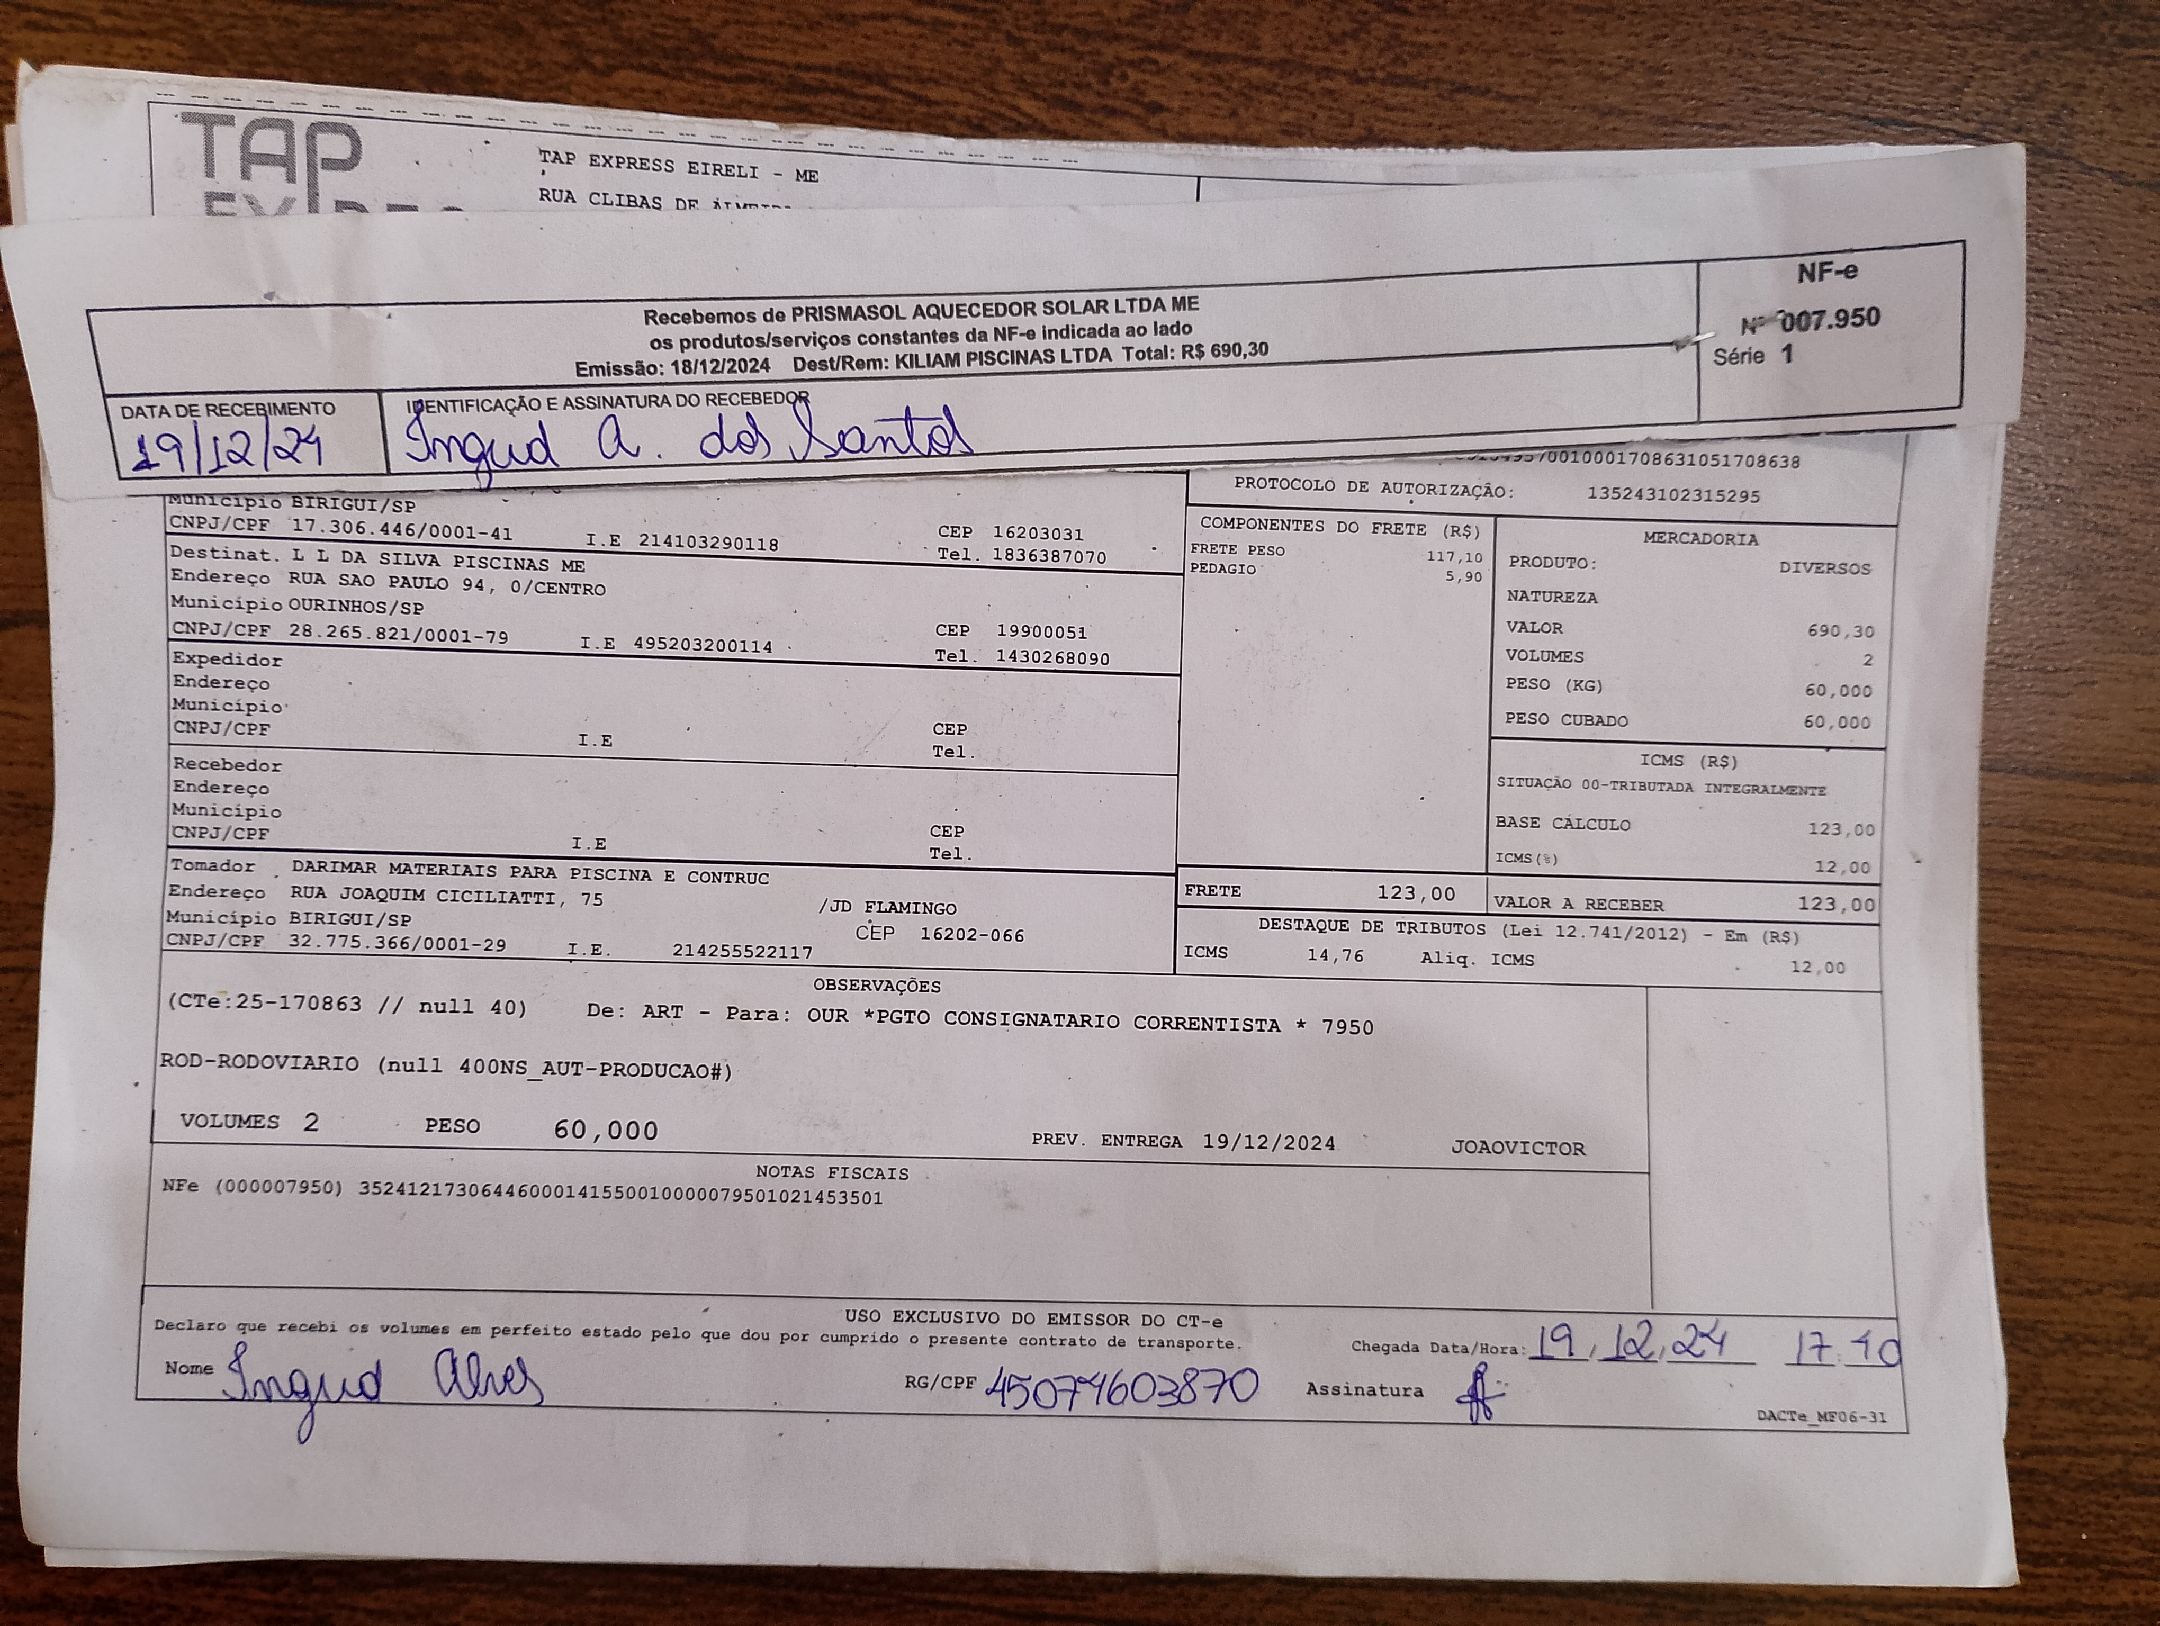 TAP
TAP EXPRESS EIRELI - ME
RUA CLIBAS DE
NF-e
Nº 007.950
Série 1
Recebemos de PRISMASOL AQUECEDOR SOLAR LTDA ME
os produtos/serviços constantes da NF-e indicada ao lado
Emissão: 18/12/2024 Dest/Rem: KILIAM PISCINAS LTDA Total: R$ 690,30
DATA DE RECEBIMENTO
19/12/24
IDENTIFICAÇÃO E ASSINATURA DO RECEBEDOR
Ingrid A. dos Santos
PROTOCOLO DE AUTORIZAÇÃO: 135243102315295
Município BIRIGUI/SP
CNPJ/CPF 17.306.446/0001-41 I.E 214103290118 CEP 16203031
Tel. 1836387070
Destinat. L L DA SILVA PISCINAS ME
Endereço RUA SAO PAULO 94, 0/CENTRO
Município OURINHOS/SP
CNPJ/CPF 28.265.821/0001-79 I.E 495203200114 CEP 19900051
Tel. 1430268090
Expedidor
Endereço
Município
CNPJ/CPF I.E CEP
Tel.
Recebedor
Endereço
Município
CNPJ/CPF I.E CEP
Tel.
Tomador DARIMAR MATERIAIS PARA PISCINA E CONTRUC
Endereço RUA JOAQUIM CICILIATTI, 75 /JD FLAMINGO
Município BIRIGUI/SP CEP 16202-066
CNPJ/CPF 32.775.366/0001-29 I.E. 214255522117
COMPONENTES DO FRETE (R$)
FRETE PESO 117,10
PEDAGIO 5,90
MERCADORIA
PRODUTO: DIVERSOS
NATUREZA
VALOR 690,30
VOLUMES 2
PESO (KG) 60,000
PESO CUBADO 60,000
ICMS (R$)
SITUAÇÃO 00-TRIBUTADA INTEGRALMENTE
BASE CÁLCULO 123,00
ICMS(%) 12,00
FRETE 123,00 VALOR A RECEBER 123,00
DESTAQUE DE TRIBUTOS (Lei 12.741/2012) - Em (R$)
ICMS 14,76 Aliq. ICMS 12,00
OBSERVAÇÕES
(CTe:25-170863 // null 40) De: ART - Para: OUR *PGTO CONSIGNATARIO CORRENTISTA * 7950
ROD-RODOVIARIO (null 400NS_AUT-PRODUCAO#)
VOLUMES 2 PESO 60,000 PREV. ENTREGA 19/12/2024 JOAOVICTOR
NOTAS FISCAIS
NFe (000007950) 35241217306446000141550010000079501021453501
USO EXCLUSIVO DO EMISSOR DO CT-e
Declaro que recebi os volumes em perfeito estado pelo que dou por cumprido o presente contrato de transporte. Chegada Data/Hora: 19,12,24 17:40
Nome Ingrid Alves RG/CPF 45074603870 Assinatura
DACTe_MF06-31